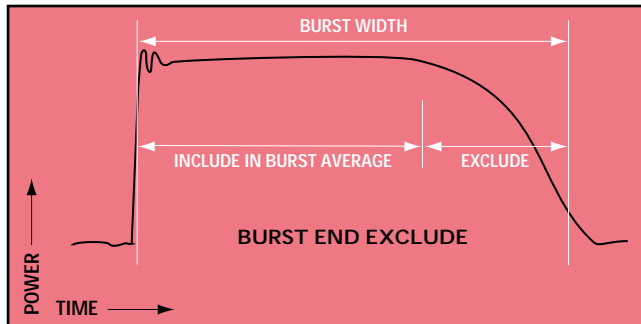 BURST WIDTH
INCLUDE IN BURST AVERAGE
EXCLUDE
BURST END EXCLUDE
POWER
TIME